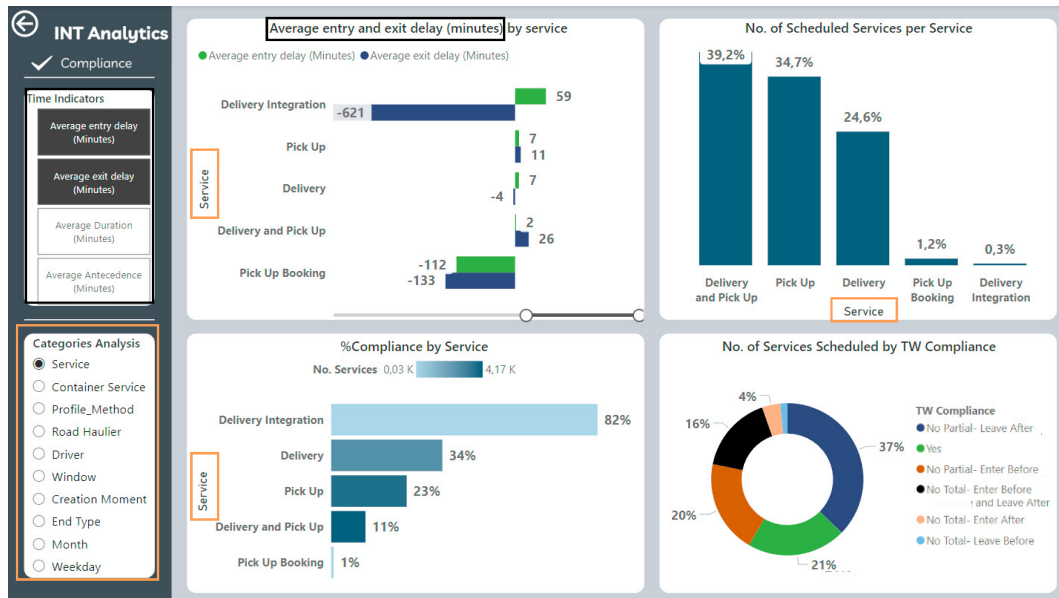 INT Analytics
Compliance
Time Indicators
Average entry delay
(Minutes)
Average exit delay
(Minutes)
Average Duration
(Minutes)
Average Antecedence
(Minutes)
Categories Analysis
Service
Container Service
Profile_Method
Road Haulier
Driver
Window
Creation Moment
End Type
Month
Weekday
Average entry and exit delay (minutes) by service
Average entry delay (Minutes) Average exit delay (Minutes)
Service
Delivery Integration
59
-621
Pick Up
7
11
Delivery
7
-4
Delivery and Pick Up
2
26
Pick Up Booking
-112
-133
No. of Scheduled Services per Service
39,2%
34,7%
24,6%
1,2%
0,3%
Delivery
and Pick Up
Pick Up
Delivery
Pick Up
Booking
Delivery
Integration
Service
%Compliance by Service
No. Services 0,03 K 4,17 K
Service
Delivery Integration 82%
Delivery 34%
Pick Up 23%
Delivery and Pick Up 11%
Pick Up Booking 1%
No. of Services Scheduled by TW Compliance
4%
16%
37%
20%
21%
TW Compliance
No Partial- Leave After
Yes
No Partial- Enter Before
No Total- Enter Before
e and Leave After
No Total- Enter After
No Total- Leave Before